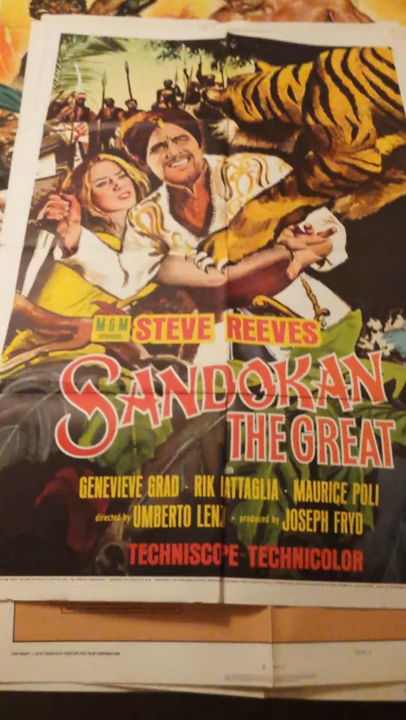 M-G-M
PRESENTS
STEVE REEVES
SANDOKAN
THE GREAT
GENEVIEVE GRAD · RIK BATTAGLIA · MAURICE POLI
directed by UMBERTO LENZI · produced by JOSEPH FRYD
TECHNISCOPE-TECHNICOLOR